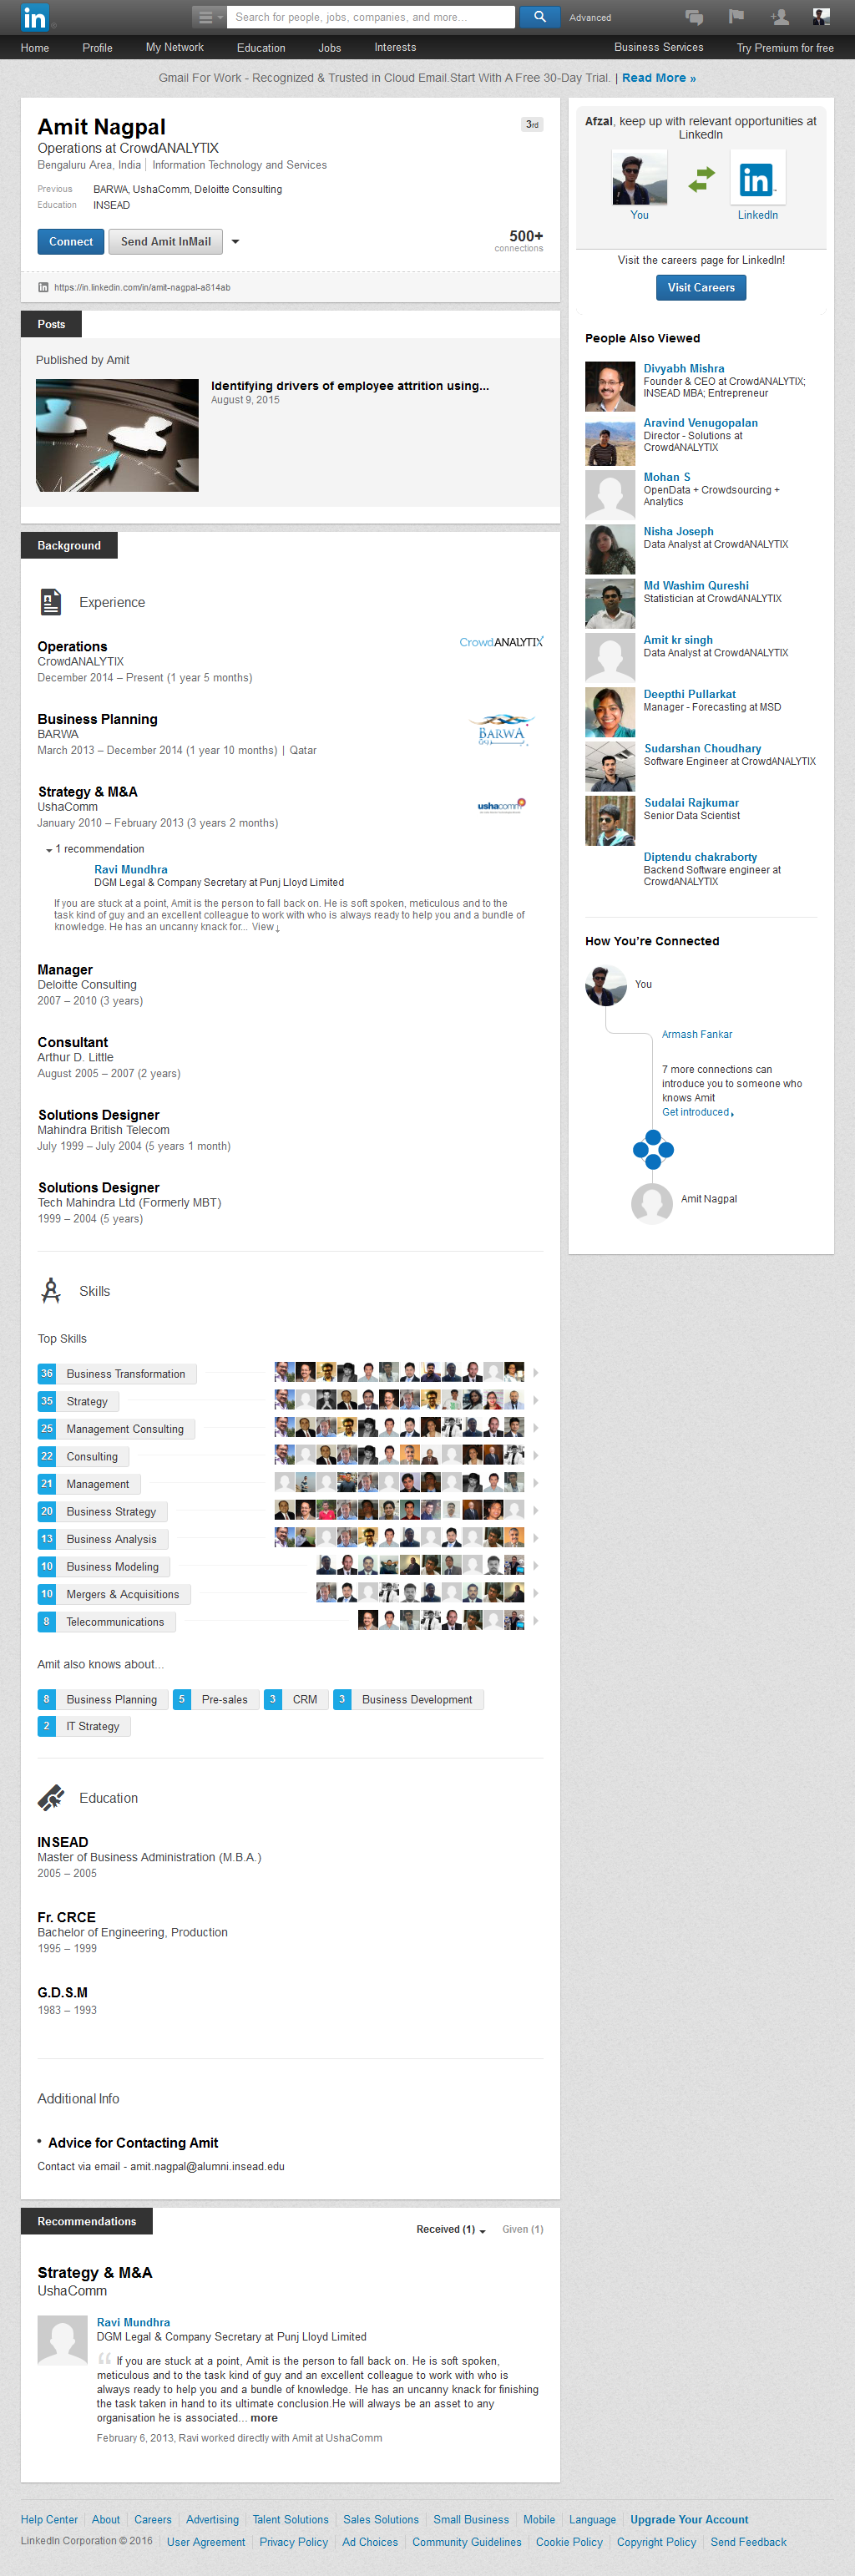 in
Search for people, jobs, companies, and more...
Advanced
Home Profile My Network Education Jobs Interests Business Services Try Premium for free
Gmail For Work - Recognized & Trusted in Cloud Email.Start With A Free 30-Day Trial. | Read More »
Amit Nagpal
3rd
Operations at CrowdANALYTIX
Bengaluru Area, India | Information Technology and Services
Previous BARWA, UshaComm, Deloitte Consulting
Education INSEAD
Connect Send Amit InMail
500+
connections
https://in.linkedin.com/in/amit-nagpal-a814ab
Posts
Published by Amit
Identifying drivers of employee attrition using...
August 9, 2015
Background
Experience
Operations
CrowdANALYTIX
CrowdANALYTIX
December 2014 – Present (1 year 5 months)
Business Planning
BARWA
BARWA
March 2013 – December 2014 (1 year 10 months) | Qatar
Strategy & M&A
UshaComm
ushacomm
January 2010 – February 2013 (3 years 2 months)
1 recommendation
Ravi Mundhra
DGM Legal & Company Secretary at Punj Lloyd Limited
If you are stuck at a point, Amit is the person to fall back on. He is soft spoken, meticulous and to the
task kind of guy and an excellent colleague to work with who is always ready to help you and a bundle of
knowledge. He has an uncanny knack for... View↓
Manager
Deloitte Consulting
2007 – 2010 (3 years)
Consultant
Arthur D. Little
August 2005 – 2007 (2 years)
Solutions Designer
Mahindra British Telecom
July 1999 – July 2004 (5 years 1 month)
Solutions Designer
Tech Mahindra Ltd (Formerly MBT)
1999 – 2004 (5 years)
Skills
Top Skills
36 Business Transformation
35 Strategy
25 Management Consulting
22 Consulting
21 Management
20 Business Strategy
13 Business Analysis
10 Business Modeling
10 Mergers & Acquisitions
8 Telecommunications
Amit also knows about...
8 Business Planning 5 Pre-sales 3 CRM 3 Business Development
2 IT Strategy
Education
INSEAD
Master of Business Administration (M.B.A.)
2005 – 2005
Fr. CRCE
Bachelor of Engineering, Production
1995 – 1999
G.D.S.M
1983 – 1993
Additional Info
• Advice for Contacting Amit
Contact via email - amit.nagpal@alumni.insead.edu
Recommendations
Received (1) Given (1)
Strategy & M&A
UshaComm
Ravi Mundhra
DGM Legal & Company Secretary at Punj Lloyd Limited
“ If you are stuck at a point, Amit is the person to fall back on. He is soft spoken,
meticulous and to the task kind of guy and an excellent colleague to work with who is
always ready to help you and a bundle of knowledge. He has an uncanny knack for finishing
the task taken in hand to its ultimate conclusion.He will always be an asset to any
organisation he is associated... more
February 6, 2013, Ravi worked directly with Amit at UshaComm
Afzal, keep up with relevant opportunities at
LinkedIn
in
You LinkedIn
Visit the careers page for LinkedIn!
Visit Careers
People Also Viewed
Divyabh Mishra
Founder & CEO at CrowdANALYTIX;
INSEAD MBA; Entrepreneur
Aravind Venugopalan
Director - Solutions at
CrowdANALYTIX
Mohan S
OpenData + Crowdsourcing +
Analytics
Nisha Joseph
Data Analyst at CrowdANALYTIX
Md Washim Qureshi
Statistician at CrowdANALYTIX
Amit kr singh
Data Analyst at CrowdANALYTIX
Deepthi Pullarkat
Manager - Forecasting at MSD
Sudarshan Choudhary
Software Engineer at CrowdANALYTIX
Sudalai Rajkumar
Senior Data Scientist
Diptendu chakraborty
Backend Software engineer at
CrowdANALYTIX
How You're Connected
You
Armash Fankar
7 more connections can
introduce you to someone who
knows Amit
Get introduced
Amit Nagpal
Help Center About Careers Advertising Talent Solutions Sales Solutions Small Business Mobile Language Upgrade Your Account
LinkedIn Corporation © 2016 User Agreement Privacy Policy Ad Choices Community Guidelines Cookie Policy Copyright Policy Send Feedback